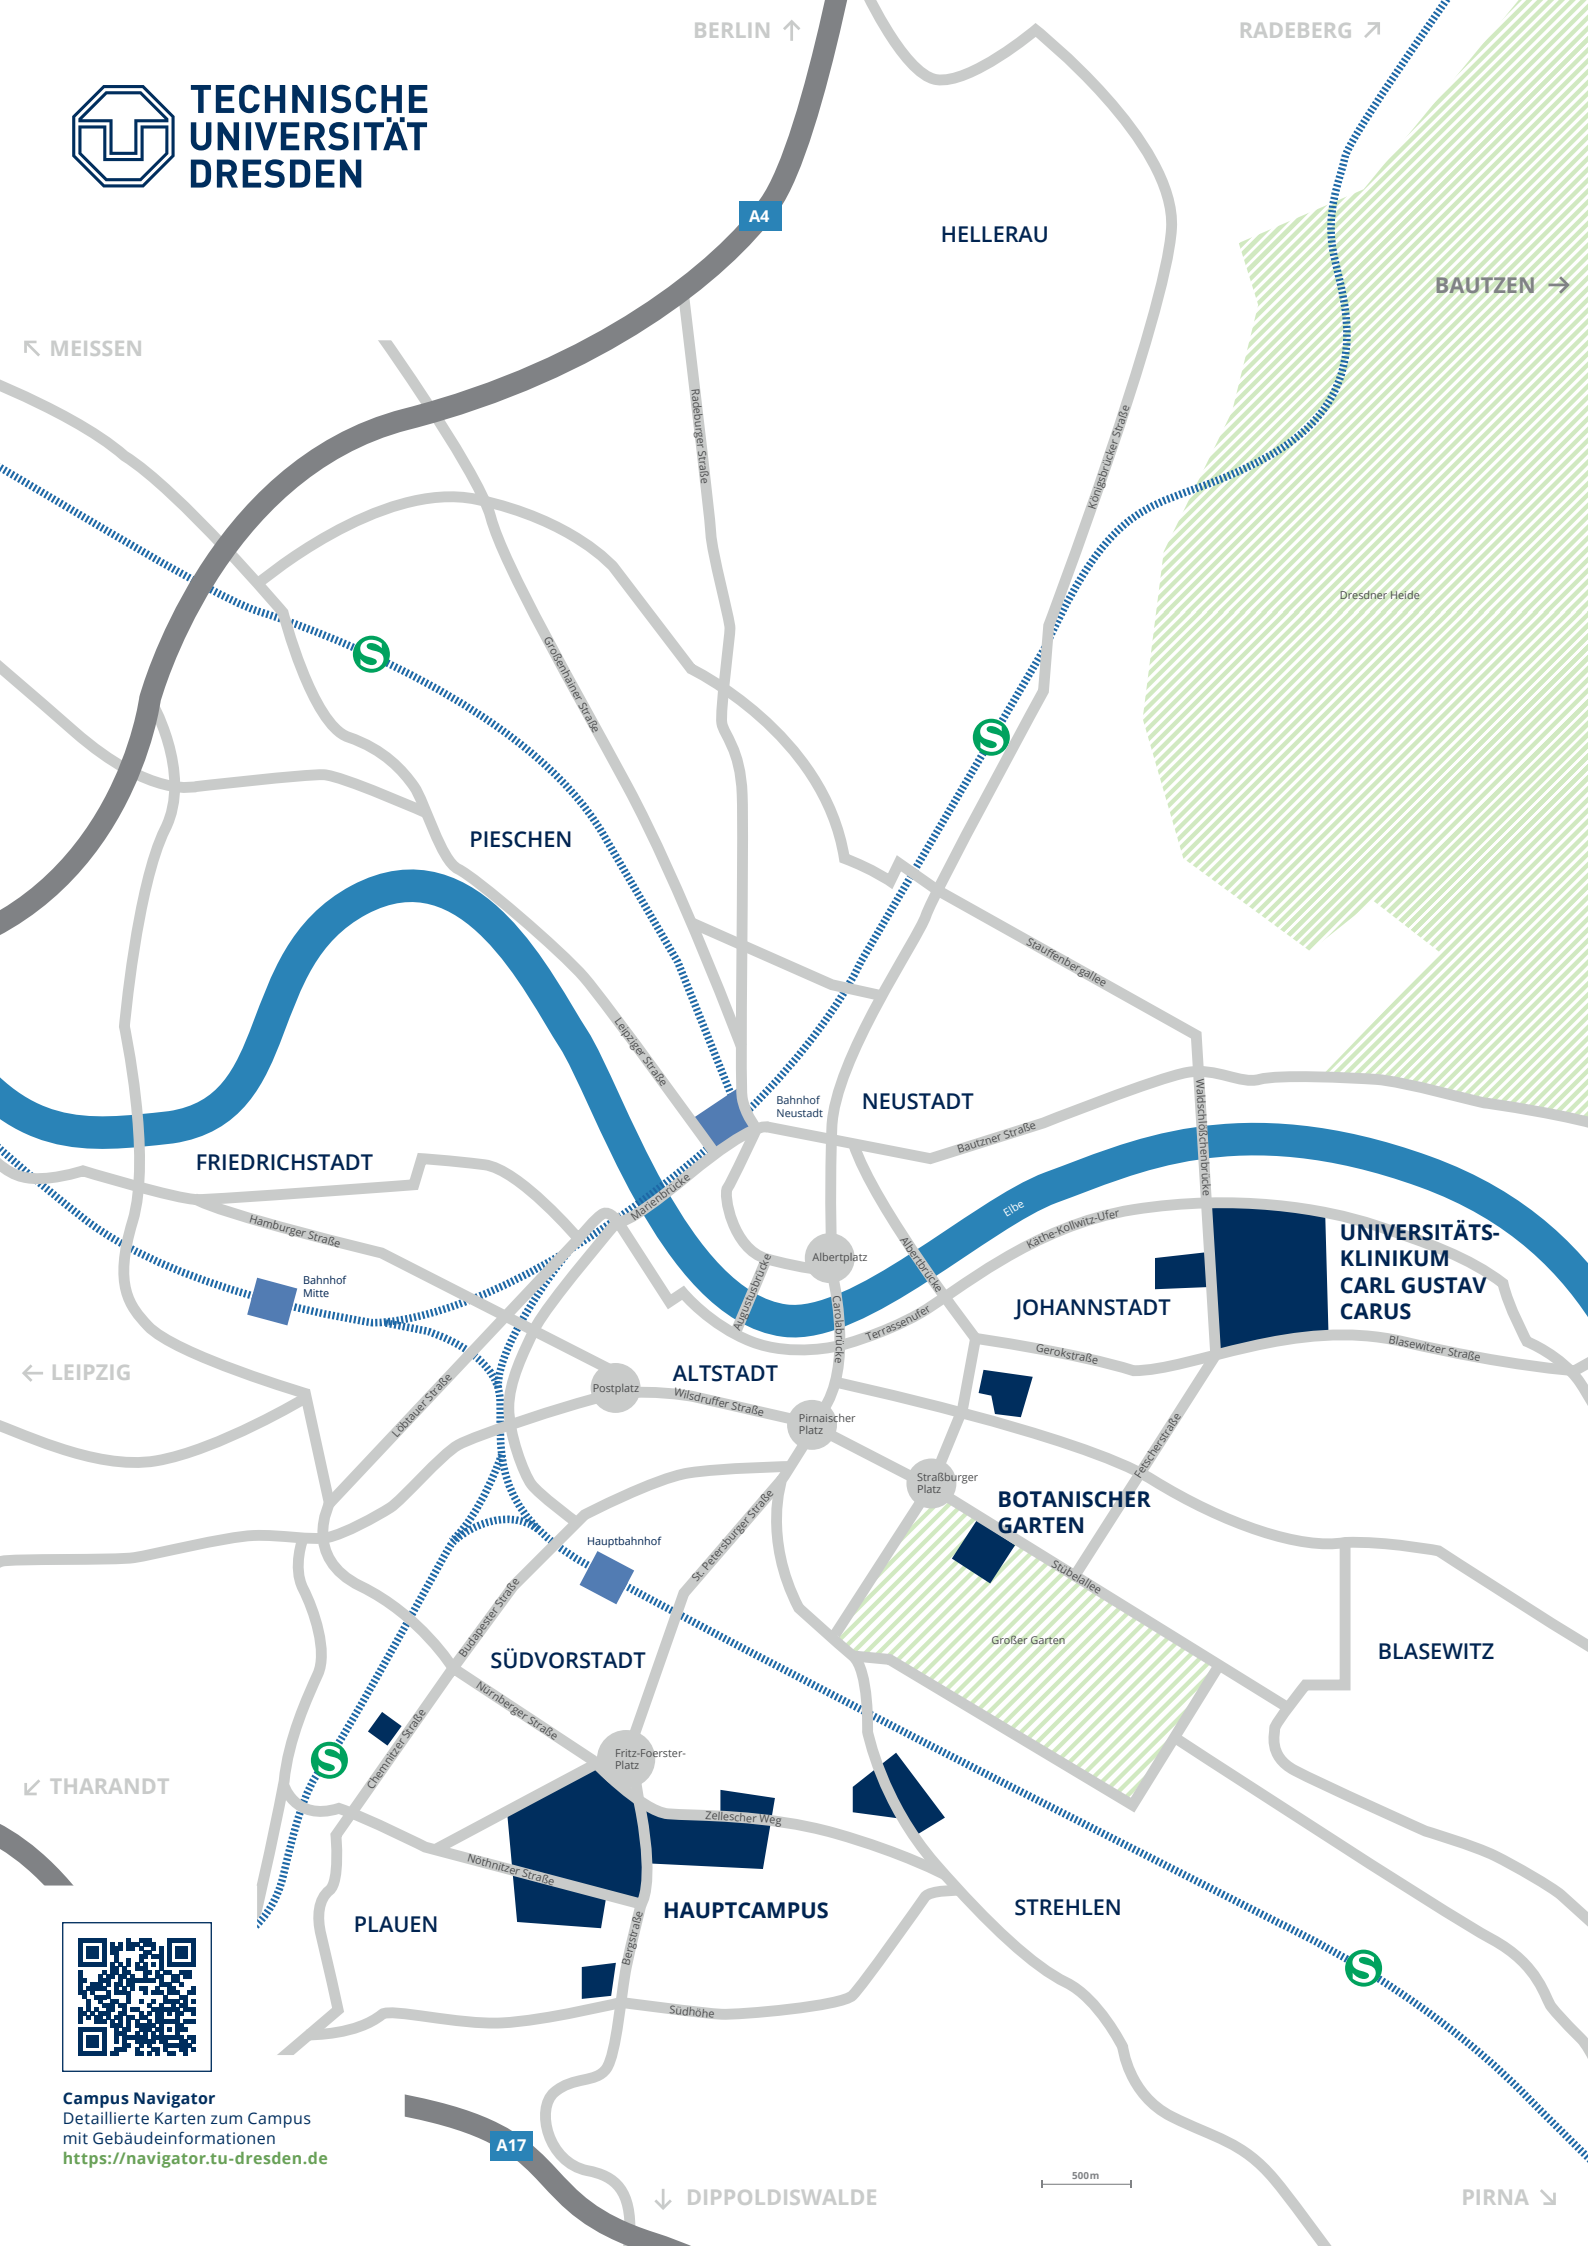 BERLIN ↑
RADEBERG ↗
TECHNISCHE
UNIVERSITÄT
DRESDEN
A4
HELLERAU
BAUTZEN →
↖ MEISSEN
Radeburger Straße
Königsbrücker Straße
Dresdner Heide
S
Großenhainer Straße
S
PIESCHEN
Stauffenbergallee
Leipziger Straße
Bahnhof
Neustadt
NEUSTADT
Waldschlößchenbrücke
Bautzner Straße
FRIEDRICHSTADT
Marienbrücke
Elbe
Käthe-Kollwitz-Ufer
Hamburger Straße
Albertplatz
Albertbrücke
UNIVERSITÄTS-
KLINIKUM
CARL GUSTAV
CARUS
Bahnhof
Mitte
Augustusbrücke
Carolabrücke
Terrassenufer
JOHANNSTADT
Gerokstraße
Blasewitzer Straße
← LEIPZIG
ALTSTADT
Postplatz
Wilsdruffer Straße
Löbtauer Straße
Pirnaischer
Platz
Fetscherstraße
Straßburger
Platz
BOTANISCHER
GARTEN
St. Petersburger Straße
Hauptbahnhof
Stübelallee
Budapester Straße
Großer Garten
SÜDVORSTADT
BLASEWITZ
Nürnberger Straße
Chemnitzer Straße
S
Fritz-Foerster-
Platz
↙ THARANDT
Zellescher Weg
Nöthnitzer Straße
HAUPTCAMPUS
STREHLEN
PLAUEN
Bergstraße
S
Südhöhe
Campus Navigator
Detaillierte Karten zum Campus
mit Gebäudeinformationen
https://navigator.tu-dresden.de
A17
500m
↓ DIPPOLDISWALDE
PIRNA ↘